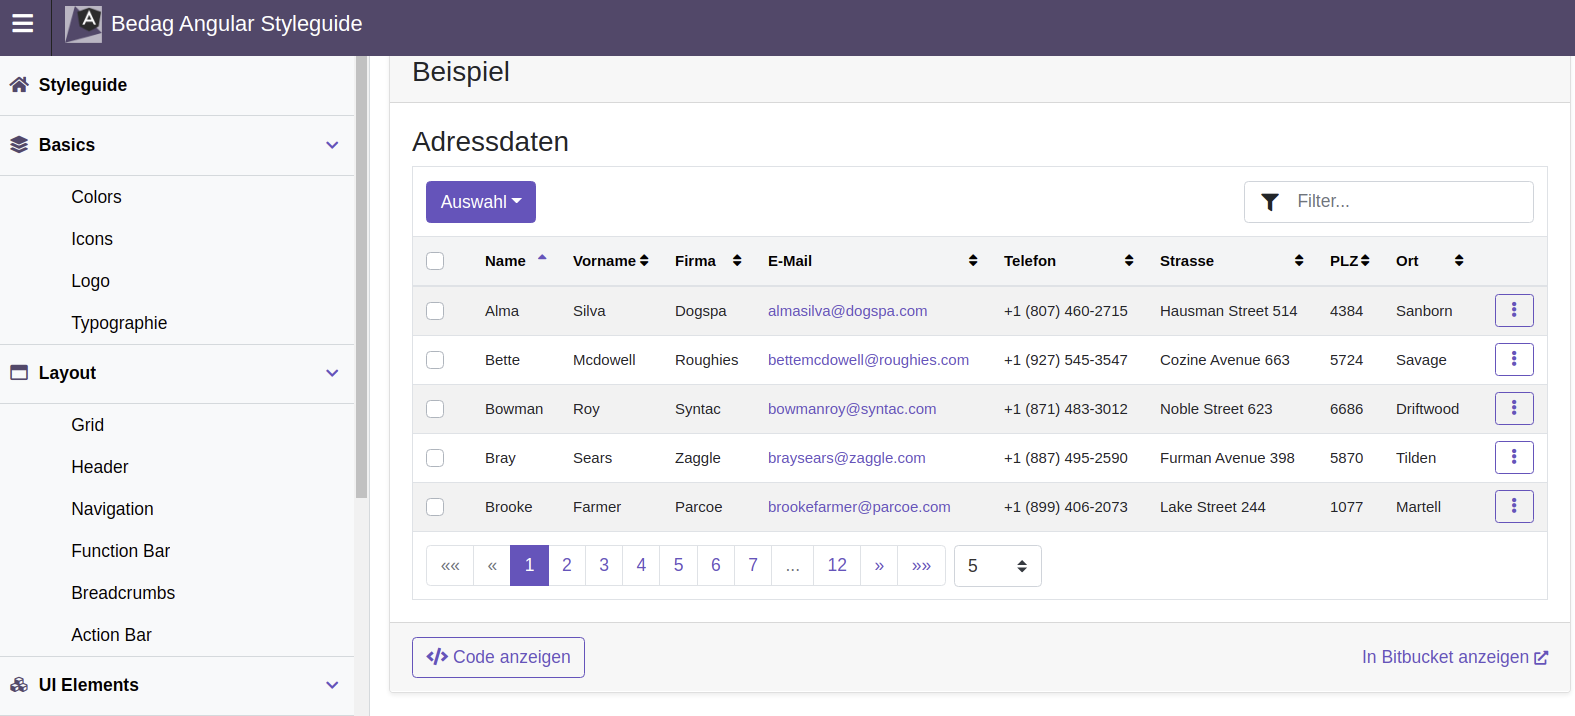 Bedag Angular Styleguide
Styleguide
Basics
Colors
Icons
Logo
Typographie
Layout
Grid
Header
Navigation
Function Bar
Breadcrumbs
Action Bar
UI Elements
Beispiel
Adressdaten
Auswahl
Filter...
Name Vorname Firma E-Mail Telefon Strasse PLZ Ort
Alma Silva Dogspa almasilva@dogspa.com +1 (807) 460-2715 Hausman Street 514 4384 Sanborn
Bette Mcdowell Roughies bettemcdowell@roughies.com +1 (927) 545-3547 Cozine Avenue 663 5724 Savage
Bowman Roy Syntac bowmanroy@syntac.com +1 (871) 483-3012 Noble Street 623 6686 Driftwood
Bray Sears Zaggle braysears@zaggle.com +1 (887) 495-2590 Furman Avenue 398 5870 Tilden
Brooke Farmer Parcoe brookefarmer@parcoe.com +1 (899) 406-2073 Lake Street 244 1077 Martell
«« « 1 2 3 4 5 6 7 ... 12 » »» 5
</> Code anzeigen
In Bitbucket anzeigen